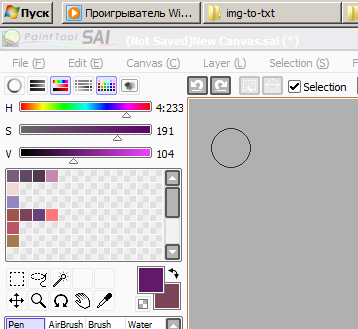 Пуск Проигрыватель Wi... img-to-txt
PaintTool SAI (Not Saved)New Canvas.sai (*)
File (F) Edit (E) Canvas (C) Layer (L) Selection (S)
Selection
H 4:233
S 191
V 104
Pen AirBrush Brush Water